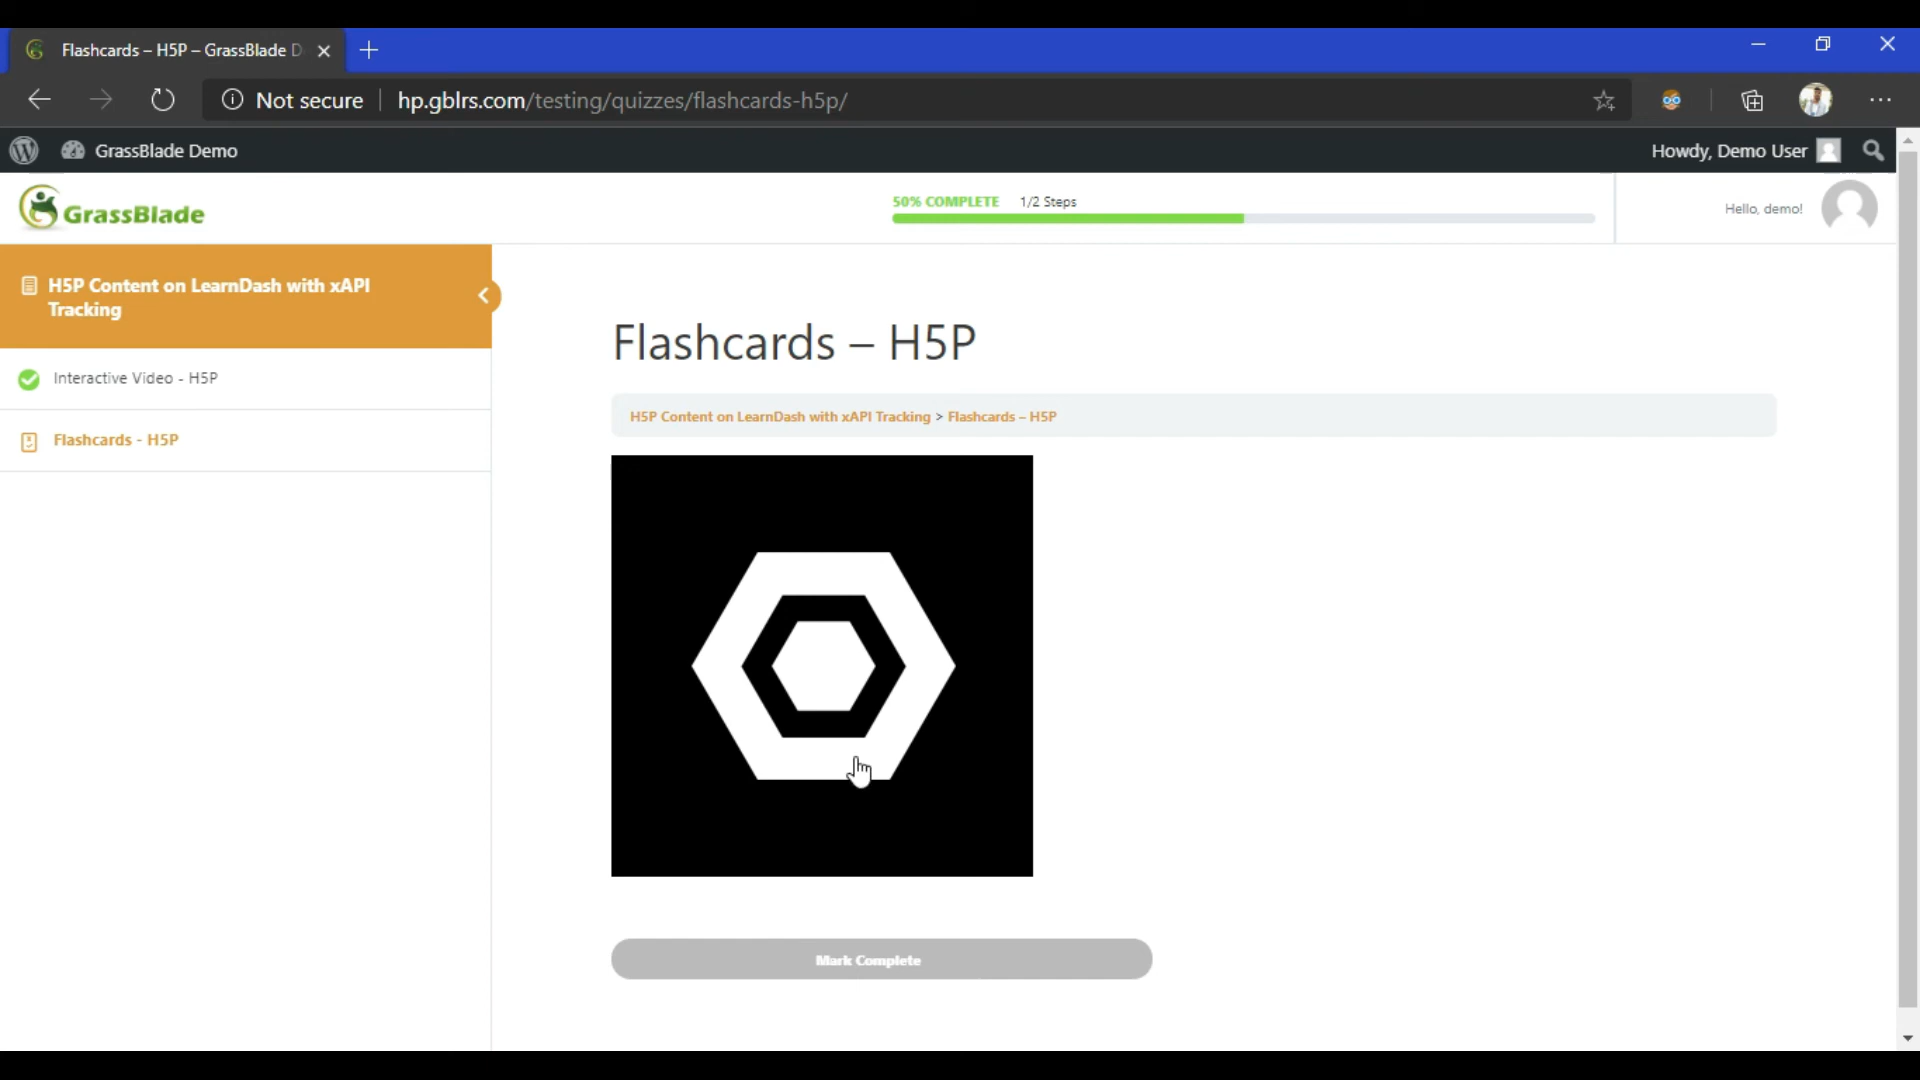 Flashcards – H5P – GrassBlade D
Not secure
hp.gblrs.com/testing/quizzes/flashcards-h5p/
GrassBlade Demo
Howdy, Demo User
GrassBlade
50% COMPLETE 1/2 Steps
Hello, demo!
H5P Content on LearnDash with xAPI
Tracking
Interactive Video - H5P
Flashcards - H5P
Flashcards – H5P
H5P Content on LearnDash with xAPI Tracking > Flashcards – H5P
Mark Complete